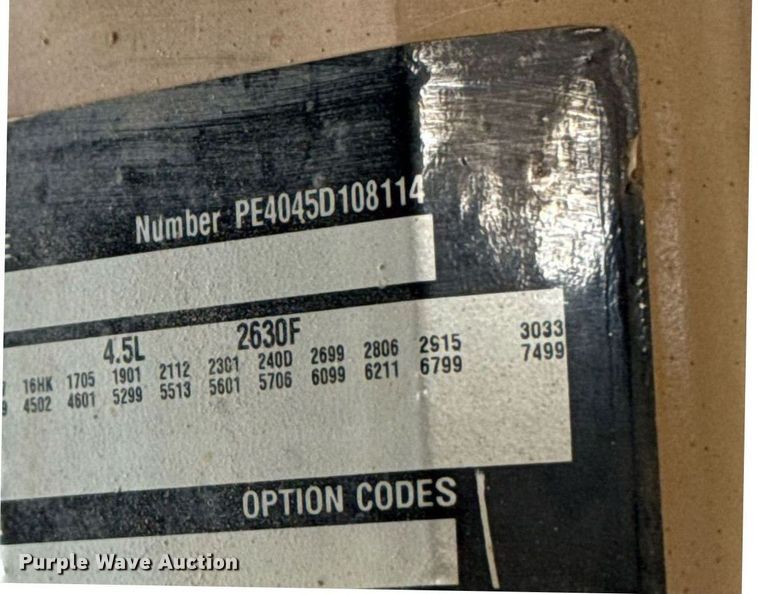 Number PE4045D108114
4.5L 2630F
16HK 1705 1901 2112 2301 240D 2699 2806 2915 3033
4502 4601 5299 5513 5601 5706 6099 6211 6799 7499
OPTION CODES
Purple Wave Auction